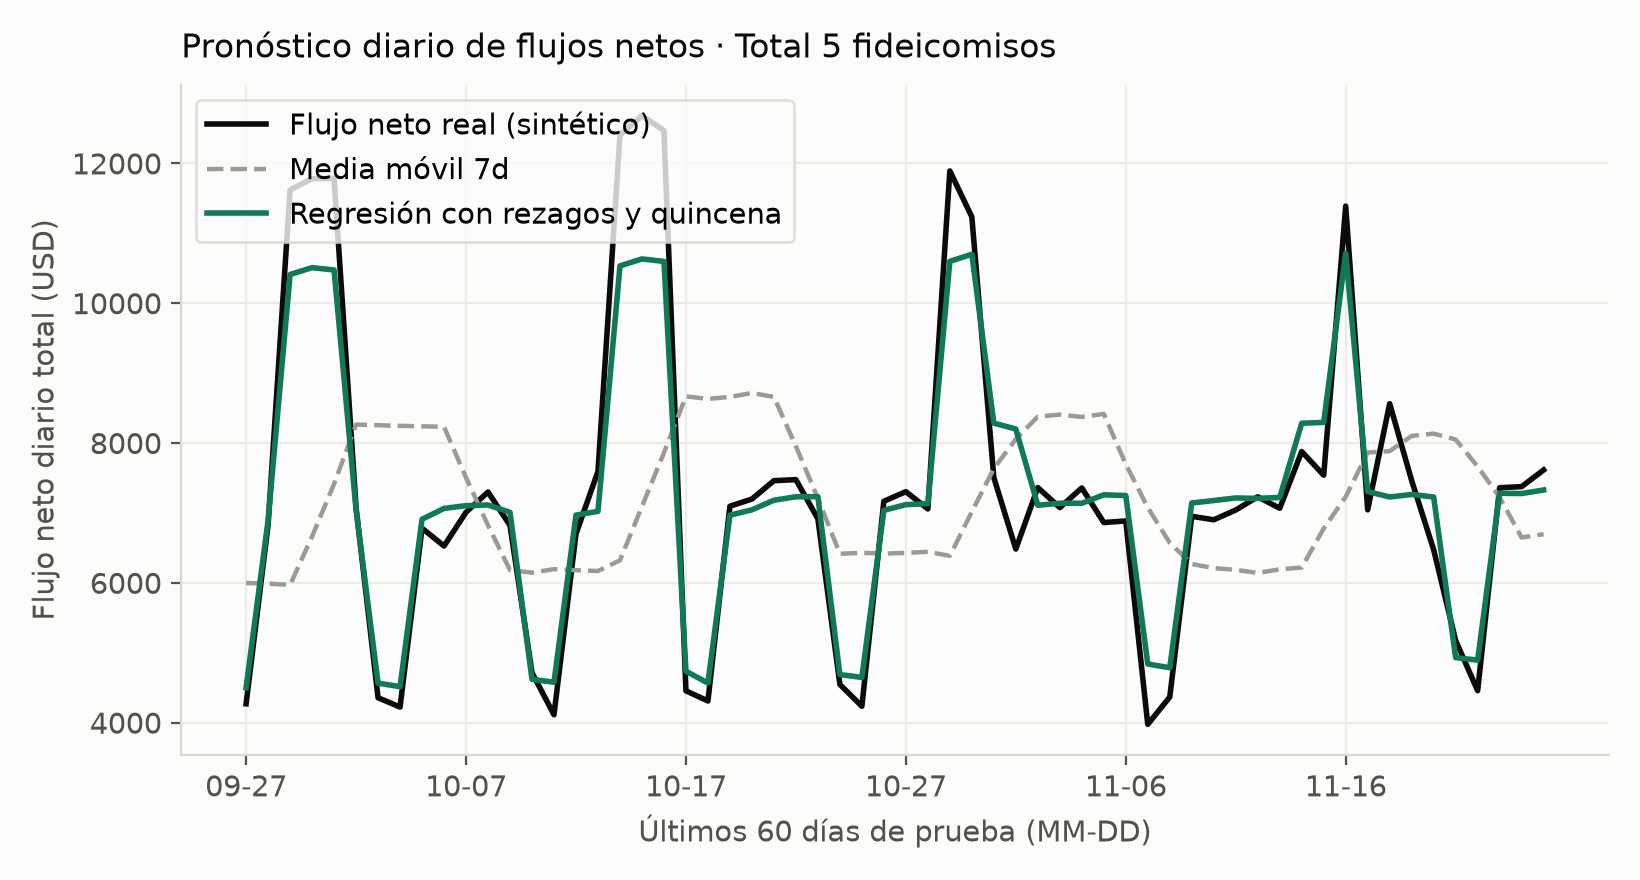 Pronóstico diario de flujos netos · Total 5 fideicomisos
Flujo neto real (sintético)
Media móvil 7d
Regresión con rezagos y quincena
Flujo neto diario total (USD)
12000
10000
8000
6000
4000
09-27
10-07
10-17
10-27
11-06
11-16
Últimos 60 días de prueba (MM-DD)